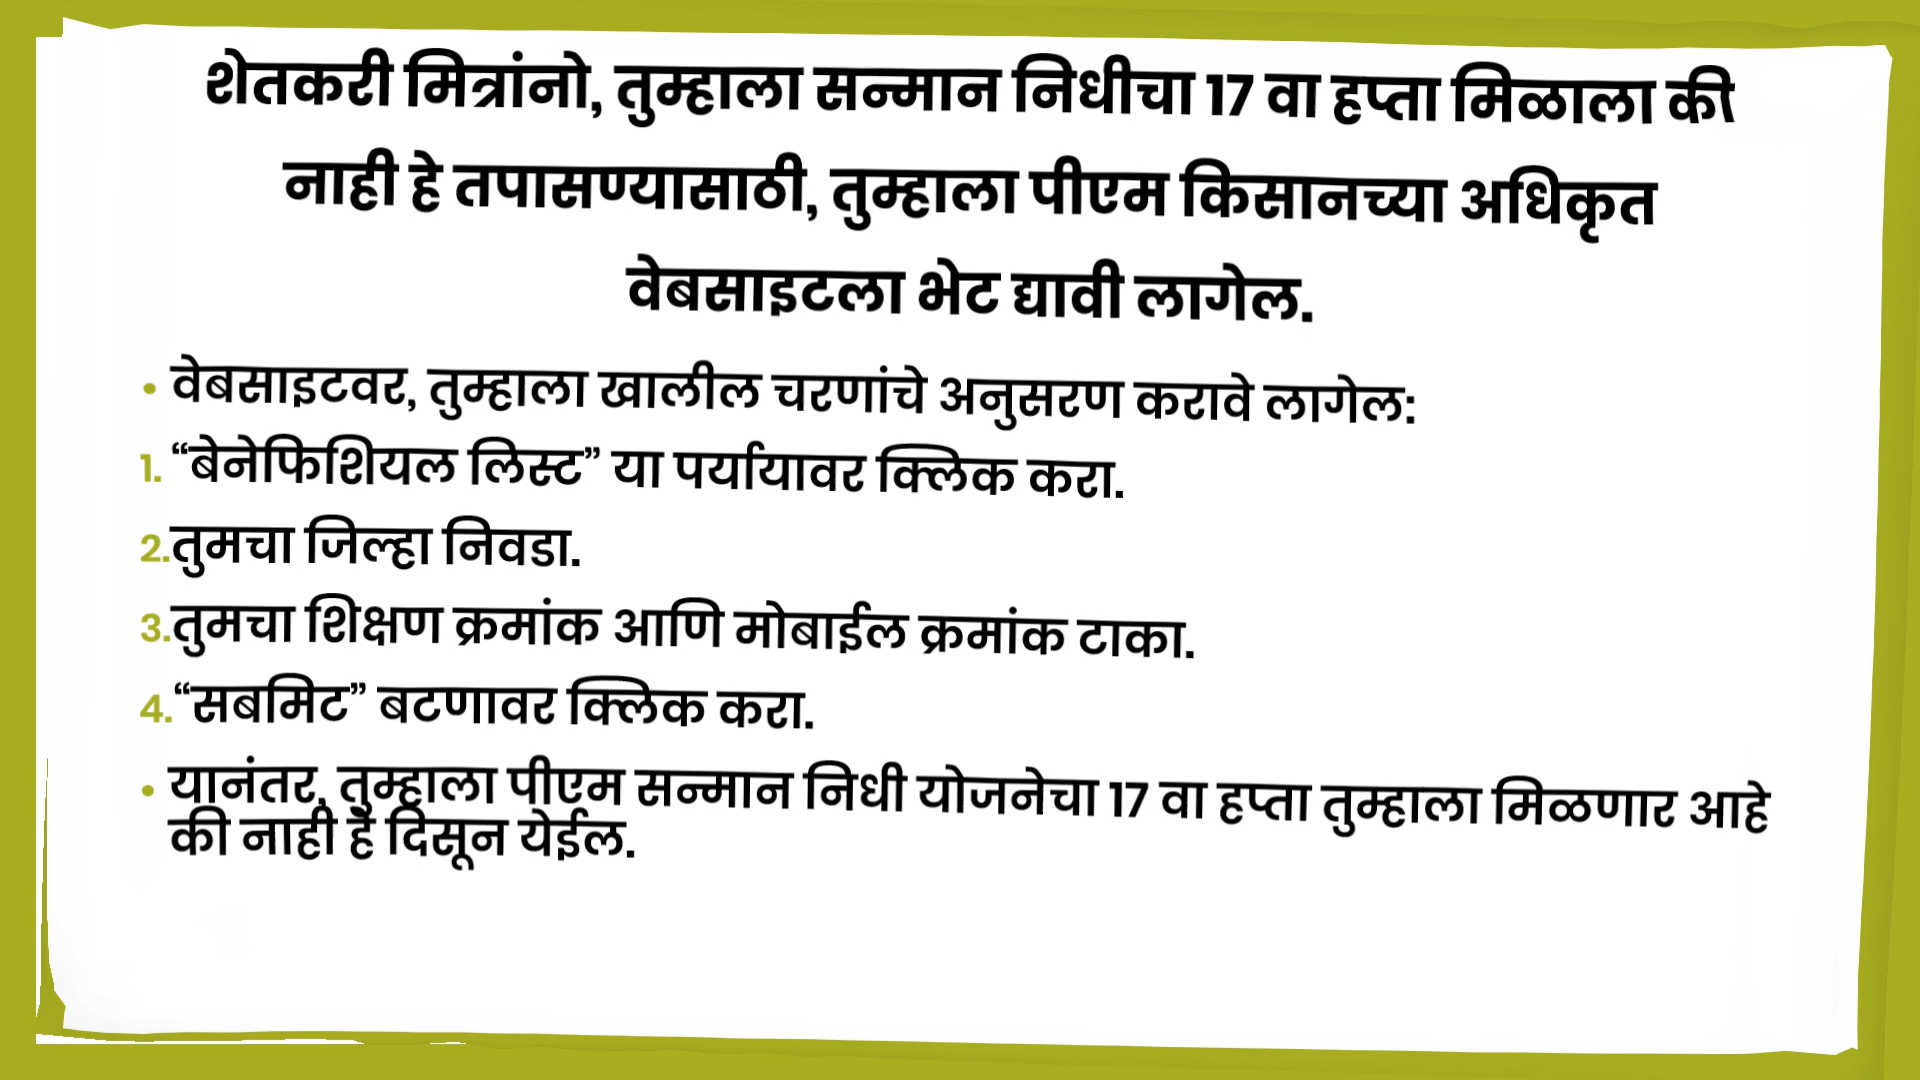 शेतकरी मित्रांनो, तुम्हाला सन्मान निधीचा 17 वा हप्ता मिळाला की
नाही हे तपासण्यासाठी, तुम्हाला पीएम किसानच्या अधिकृत
वेबसाइटला भेट द्यावी लागेल.
• वेबसाइटवर, तुम्हाला खालील चरणांचे अनुसरण करावे लागेल:
1. “बेनेफिशियल लिस्ट” या पर्यायावर क्लिक करा.
2. तुमचा जिल्हा निवडा.
3. तुमचा शिक्षण क्रमांक आणि मोबाईल क्रमांक टाका.
4. “सबमिट” बटणावर क्लिक करा.
• यानंतर, तुम्हाला पीएम सन्मान निधी योजनेचा 17 वा हप्ता तुम्हाला मिळणार आहे
की नाही हे दिसून येईल.